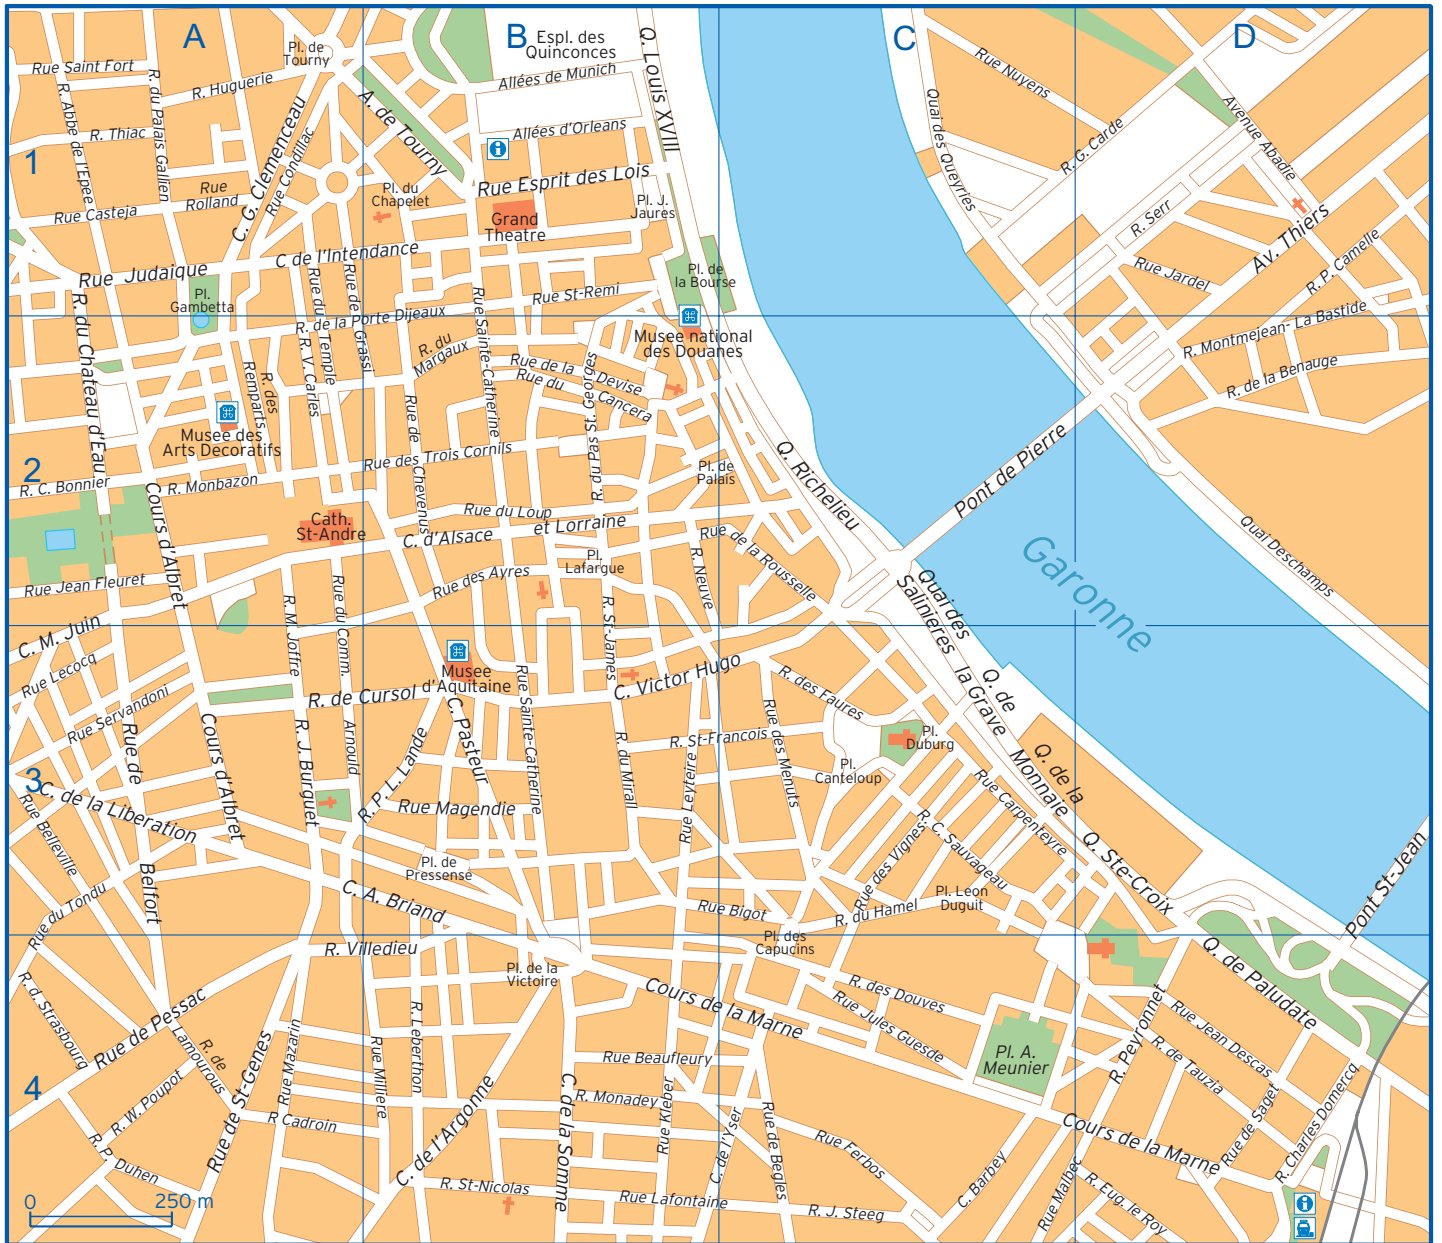 A
B
C
D
1
2
3
4
Pl. de
Tourny
Espl. des
Quinconces
Q. Louis XVIII
Rue Saint Fort
R. Abbe de l'Epee
R. du Palais Gallien
R. Huguerie
R. Thiac
C. G. Clemenceau
Rue Condillac
A. de Tourny
Allées de Munich
Allées d'Orleans
Rue Esprit des Lois
Pl. du
Chapelet
Grand
Theatre
Pl. J.
Jaures
Rue
Rolland
Rue Casteja
Rue Judaique
C de l'Intendance
Pl.
Gambetta
Rue du Temple
Rue de Grassi
Rue St-Remi
Pl. de
la Bourse
Quai des Queyries
Rue Nuyens
R. G. Carde
Avenue Abadie
R. Serr
Av. Thiers
Rue Jardel
R. P. Camelle
R. Montmejean- La Bastide
R. de la Benauge
R. du Chateau d'Eau
R. de la Porte Dijeaux
R. V. Carles
R. des
Remparts
R. du
Margaux
Rue Sainte-Catherine
Rue de la Devise
Rue du Cancera
R. du Pas St. Georges
Musee national
des Douanes
Musee des
Arts Decoratifs
Rue de
Chevenus
Rue des Trois Cornils
Pl. de
Palais
Q. Richelieu
Pont de Pierre
R. C. Bonnier
R. Monbazon
Cours d'Albret
Cath.
St-Andre
Rue du Loup
C. d'Alsace et Lorraine
Pl.
Lafargue
Rue de la Rousselle
R. Neuve
Rue des Ayres
Rue Jean Fleuret
R. M. Joffre
Rue du Comm.
Arnould
R. St-James
Quai des
Salinieres
Garonne
Quai Deschamps
C. M. Juin
Rue Lecocq
Rue Servandoni
Rue de
Belfort
Cours d'Albret
R. de Cursol
Musee
d'Aquitaine
Rue Sainte-Catherine
C. Victor Hugo
R. des Faures
Q. de
la Grave
Pl.
Duburg
Pl.
Canteloup
R. St-Francois
Rue des Menuts
R. du Mirail
Rue Leyteire
C. Pasteur
R. P. L. Lande
R. J. Burguet
Rue Magendie
C. de la Liberation
Rue Belleville
Rue du Tondu
Pl. de
Pressense
C. A. Briand
Q. de la
Monnaie
Rue Carpenteyre
R. C. Sauvageau
Rue des Vignes
Q. Ste-Croix
Pl. Leon
Duguit
R. du Hamel
Rue Bigot
Pl. des
Capucins
Pont St-Jean
R. Villedieu
Pl. de la
Victoire
Cours de la Marne
R. des Douves
Rue Jules Guesde
Pl. A.
Meunier
Q. de Paludate
R. Peyronnet
Rue Jean Descas
R. de Tauzia
Rue de Saget
R. Charles Domercq
Cours de la Marne
R. d. Strasbourg
Rue de Pessac
R. de
Lamourous
R. W. Poupot
R. P. Duhen
Rue de St-Genes
Rue Mazarin
R Cadroin
Rue Milliere
R. Leberthon
C. de l'Argonne
C. de la Somme
Rue Beaufleury
R. Monadey
Rue Kleber
C. de l'Yser
Rue de Begles
Rue Ferbos
R. St-Nicolas
Rue Lafontaine
R. J. Steeg
C. Barbey
Rue Malbec
R. Eug. le Roy
0
250 m